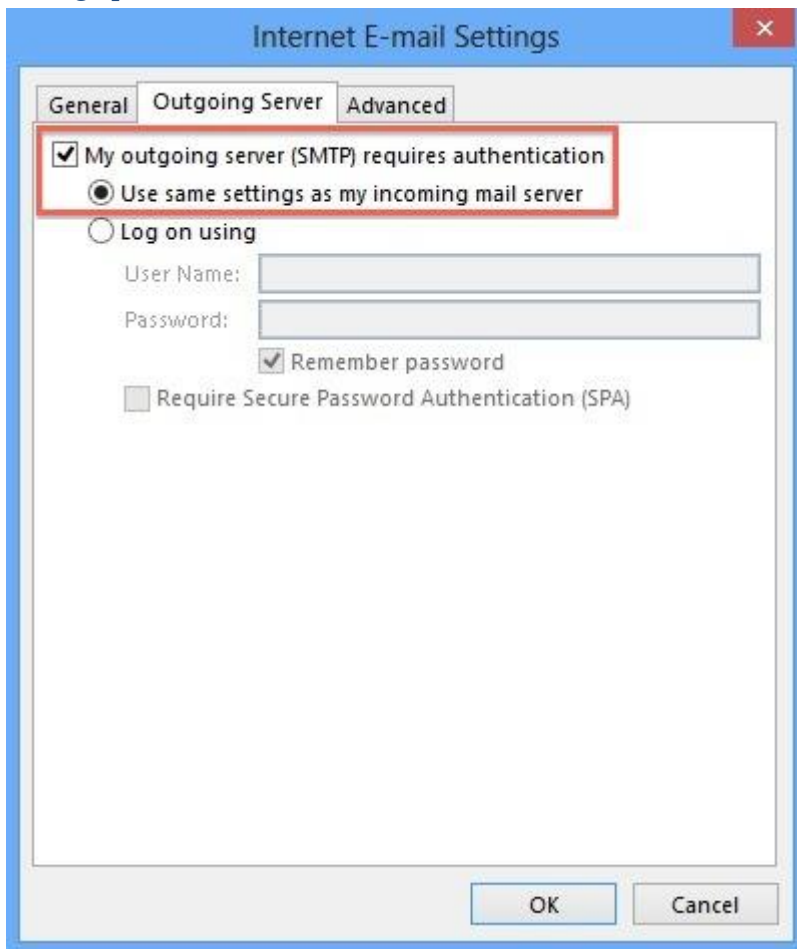 Internet E-mail Settings
General Outgoing Server Advanced
My outgoing server (SMTP) requires authentication
Use same settings as my incoming mail server
Log on using
User Name:
Password:
Remember password
Require Secure Password Authentication (SPA)
OK Cancel